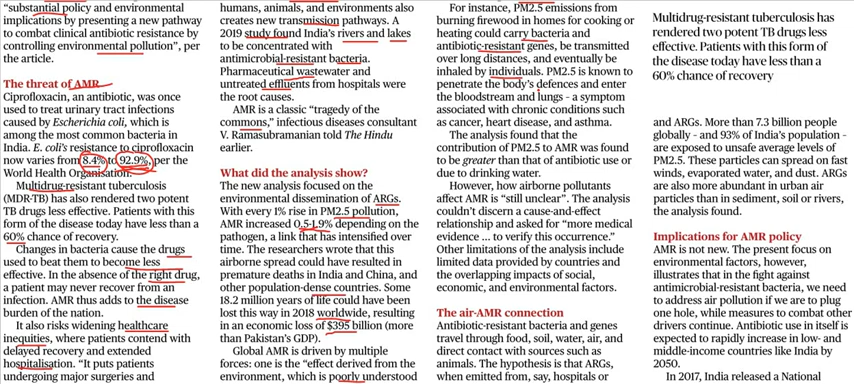 "substantial policy and environmental
implications by presenting a new pathway
to combat clinical antibiotic resistance by
controlling environmental pollution", per
the article.
The threat of AMR
Ciprofloxacin, an antibiotic, was once
used to treat urinary tract infections
caused by Escherichia coli, which is
among the most common bacteria in
India. E. coli's resistance to ciprofloxacin
now varies from 8.4% to 92.9%, per the
World Health Organisation.
Multidrug-resistant tuberculosis
(MDR-TB) has also rendered two potent
TB drugs less effective. Patients with this
form of the disease today have less than a
60% chance of recovery.
Changes in bacteria cause the drugs
used to beat them to become less
effective. In the absence of the right drug,
a patient may never recover from an
infection. AMR thus adds to the disease
burden of the nation.
It also risks widening healthcare
inequities, where patients contend with
delayed recovery and extended
hospitalisation. "It puts patients
undergoing major surgeries and
humans, animals, and environments also
creates new transmission pathways. A
2019 study found India's rivers and lakes
to be concentrated with
antimicrobial-resistant bacteria.
Pharmaceutical wastewater and
untreated effluents from hospitals were
the root causes.
AMR is a classic "tragedy of the
commons," infectious diseases consultant
V. Ramasubramanian told The Hindu
earlier.
What did the analysis show?
The new analysis focused on the
environmental dissemination of ARGs.
With every 1% rise in PM2.5 pollution,
AMR increased 0.5-1.9% depending on the
pathogen, a link that has intensified over
time. The researchers wrote that this
airborne spread could have resulted in
premature deaths in India and China, and
other population-dense countries. Some
18.2 million years of life could have been
lost this way in 2018 worldwide, resulting
in an economic loss of $395 billion (more
than Pakistan's GDP).
Global AMR is driven by multiple
forces: one is the "effect derived from the
environment, which is poorly understood
For instance, PM2.5 emissions from
burning firewood in homes for cooking or
heating could carry bacteria and
antibiotic-resistant genes, be transmitted
over long distances, and eventually be
inhaled by individuals. PM2.5 is known to
penetrate the body's defences and enter
the bloodstream and lungs - a symptom
associated with chronic conditions such
as cancer, heart disease, and asthma.
The analysis found that the
contribution of PM2.5 to AMR was found
to be greater than that of antibiotic use or
due to drinking water.
However, how airborne pollutants
affect AMR is "still unclear". The analysis
couldn't discern a cause-and-effect
relationship and asked for "more medical
evidence ... to verify this occurrence."
Other limitations of the analysis include
limited data provided by countries and
the overlapping impacts of social,
economic, and environmental factors.
The air-AMR connection
Antibiotic-resistant bacteria and genes
travel through food, soil, water, air, and
direct contact with sources such as
animals. The hypothesis is that ARGs,
when emitted from, say, hospitals or
Multidrug-resistant tuberculosis has
rendered two potent TB drugs less
effective. Patients with this form of
the disease today have less than a
60% chance of recovery
and ARGs. More than 7.3 billion people
globally - and 93% of India's population -
are exposed to unsafe average levels of
PM2.5. These particles can spread on fast
winds, evaporated water, and dust. ARGs
are also more abundant in urban air
particles than in sediment, soil or rivers,
the analysis found.
Implications for AMR policy
AMR is not new. The present focus on
environmental factors, however,
illustrates that in the fight against
antimicrobial-resistant bacteria, we need
to address air pollution if we are to plug
one hole, while measures to combat other
drivers continue. Antibiotic use in itself is
expected to rapidly increase in low- and
middle-income countries like India by
2050.
In 2017, India released a National